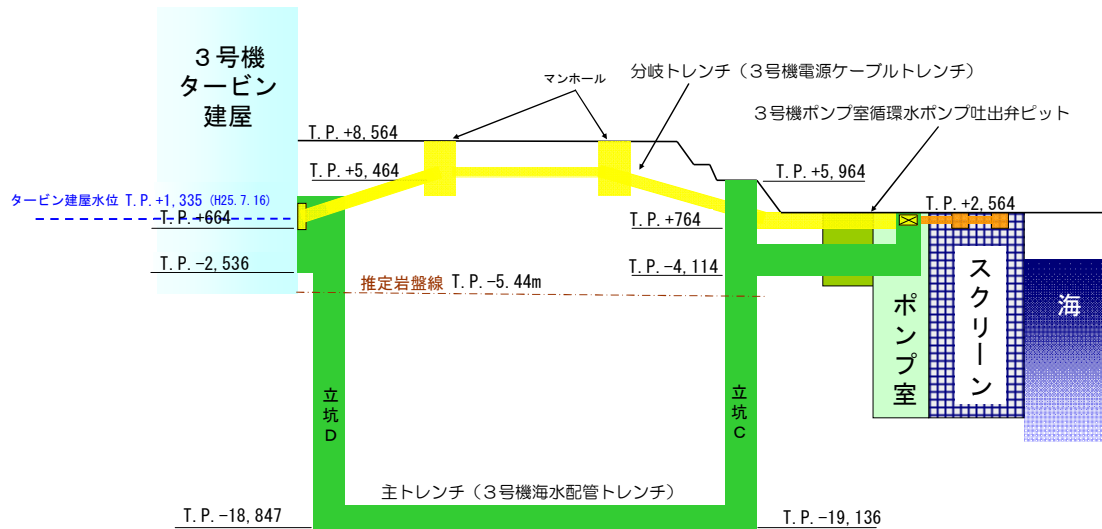 3号機
タービン
建屋
マンホール
分岐トレンチ（3号機電源ケーブルトレンチ）
3号機ポンプ室循環水ポンプ吐出弁ピット
T.P.+8,564
T.P.+5,464
T.P.+5,964
タービン建屋水位 T.P.+1,335 (H25.7.16)
T.P.+664
T.P.+764
T.P.+2,564
T.P.-2,536
T.P.-4,114
推定岩盤線 T.P.-5.44m
スクリーン
海
ポンプ室
立坑D
立坑C
主トレンチ（3号機海水配管トレンチ）
T.P.-18,847
T.P.-19,136